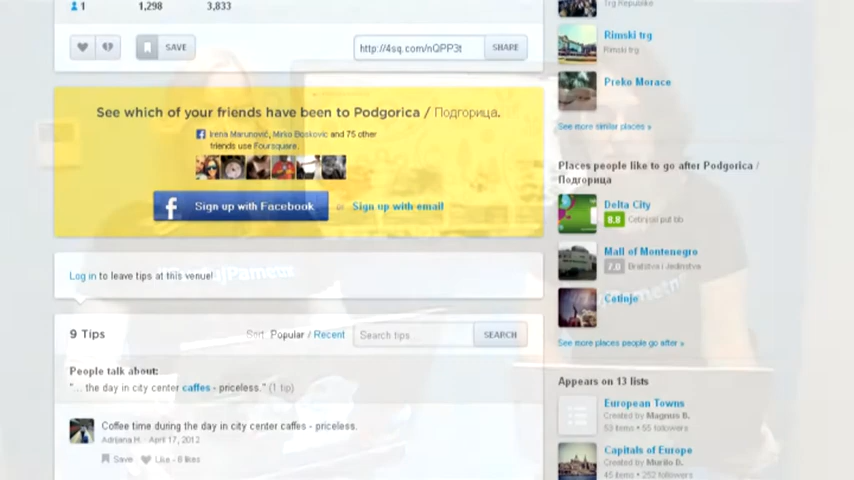 1 1,298 3,833
SAVE
http://4sq.com/nQPP3t SHARE
See which of your friends have been to Podgorica / Подгорица.
Irena Marunović, Mirko Boskovic and 75 other
friends use Foursquare.
Sign up with Facebook or Sign up with email
Log in to leave tips at this venue!
9 Tips
Sort: Popular / Recent
Search tips SEARCH
People talk about:
"... the day in city center caffes - priceless." (1 tip)
Coffee time during the day in city center caffes - priceless.
Adriana H. · April 17, 2012
Save Like · 8 likes
Trg Republike
Rimski trg
Rimski trg
Preko Morace
See more similar places »
Places people like to go after Podgorica /
Подгорица
Delta City
8.8 Cetinjski put bb
Mall of Montenegro
7.0 Bratstva i Jedinstva
Cetinje
See more places people go after »
Appears on 13 lists
European Towns
Created by Magnus B.
53 items • 55 followers
Capitals of Europe
Created by Murilo B.
45 items • 252 followers